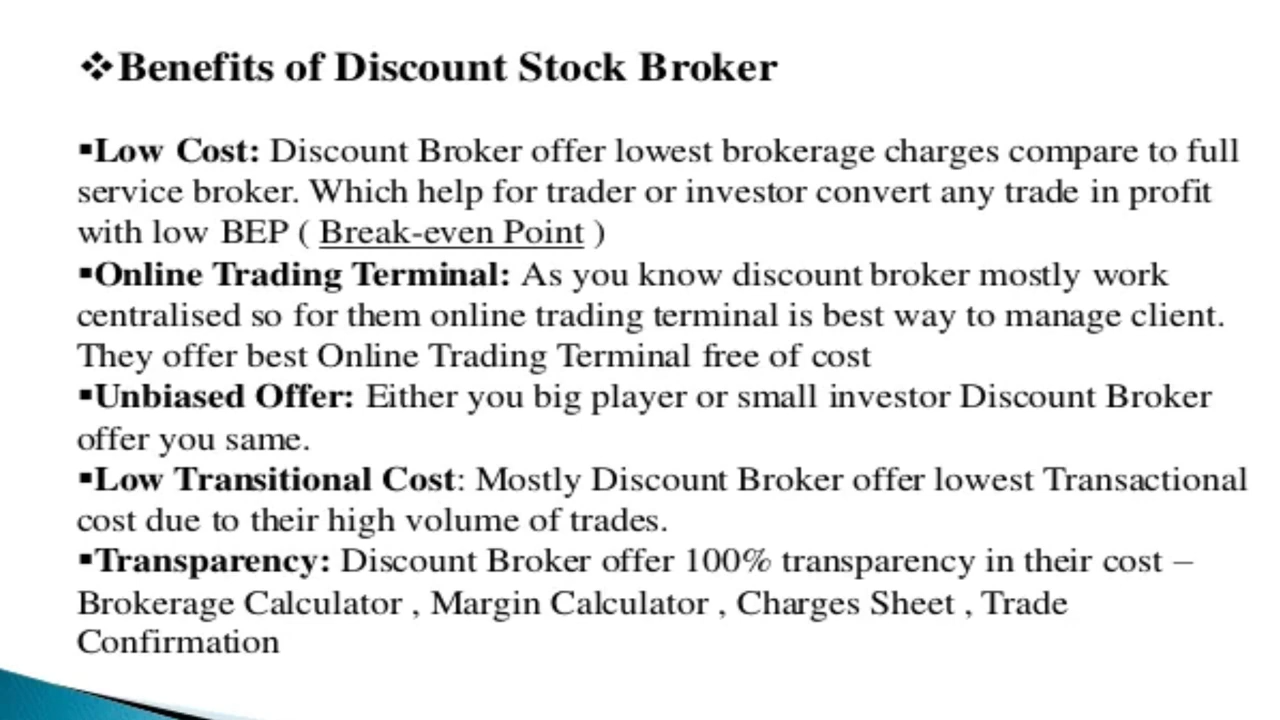 ❖Benefits of Discount Stock Broker
▪Low Cost: Discount Broker offer lowest brokerage charges compare to full
service broker. Which help for trader or investor convert any trade in profit
with low BEP ( Break-even Point )
▪Online Trading Terminal: As you know discount broker mostly work
centralised so for them online trading terminal is best way to manage client.
They offer best Online Trading Terminal free of cost
▪Unbiased Offer: Either you big player or small investor Discount Broker
offer you same.
▪Low Transitional Cost: Mostly Discount Broker offer lowest Transactional
cost due to their high volume of trades.
▪Transparency: Discount Broker offer 100% transparency in their cost –
Brokerage Calculator , Margin Calculator , Charges Sheet , Trade
Confirmation